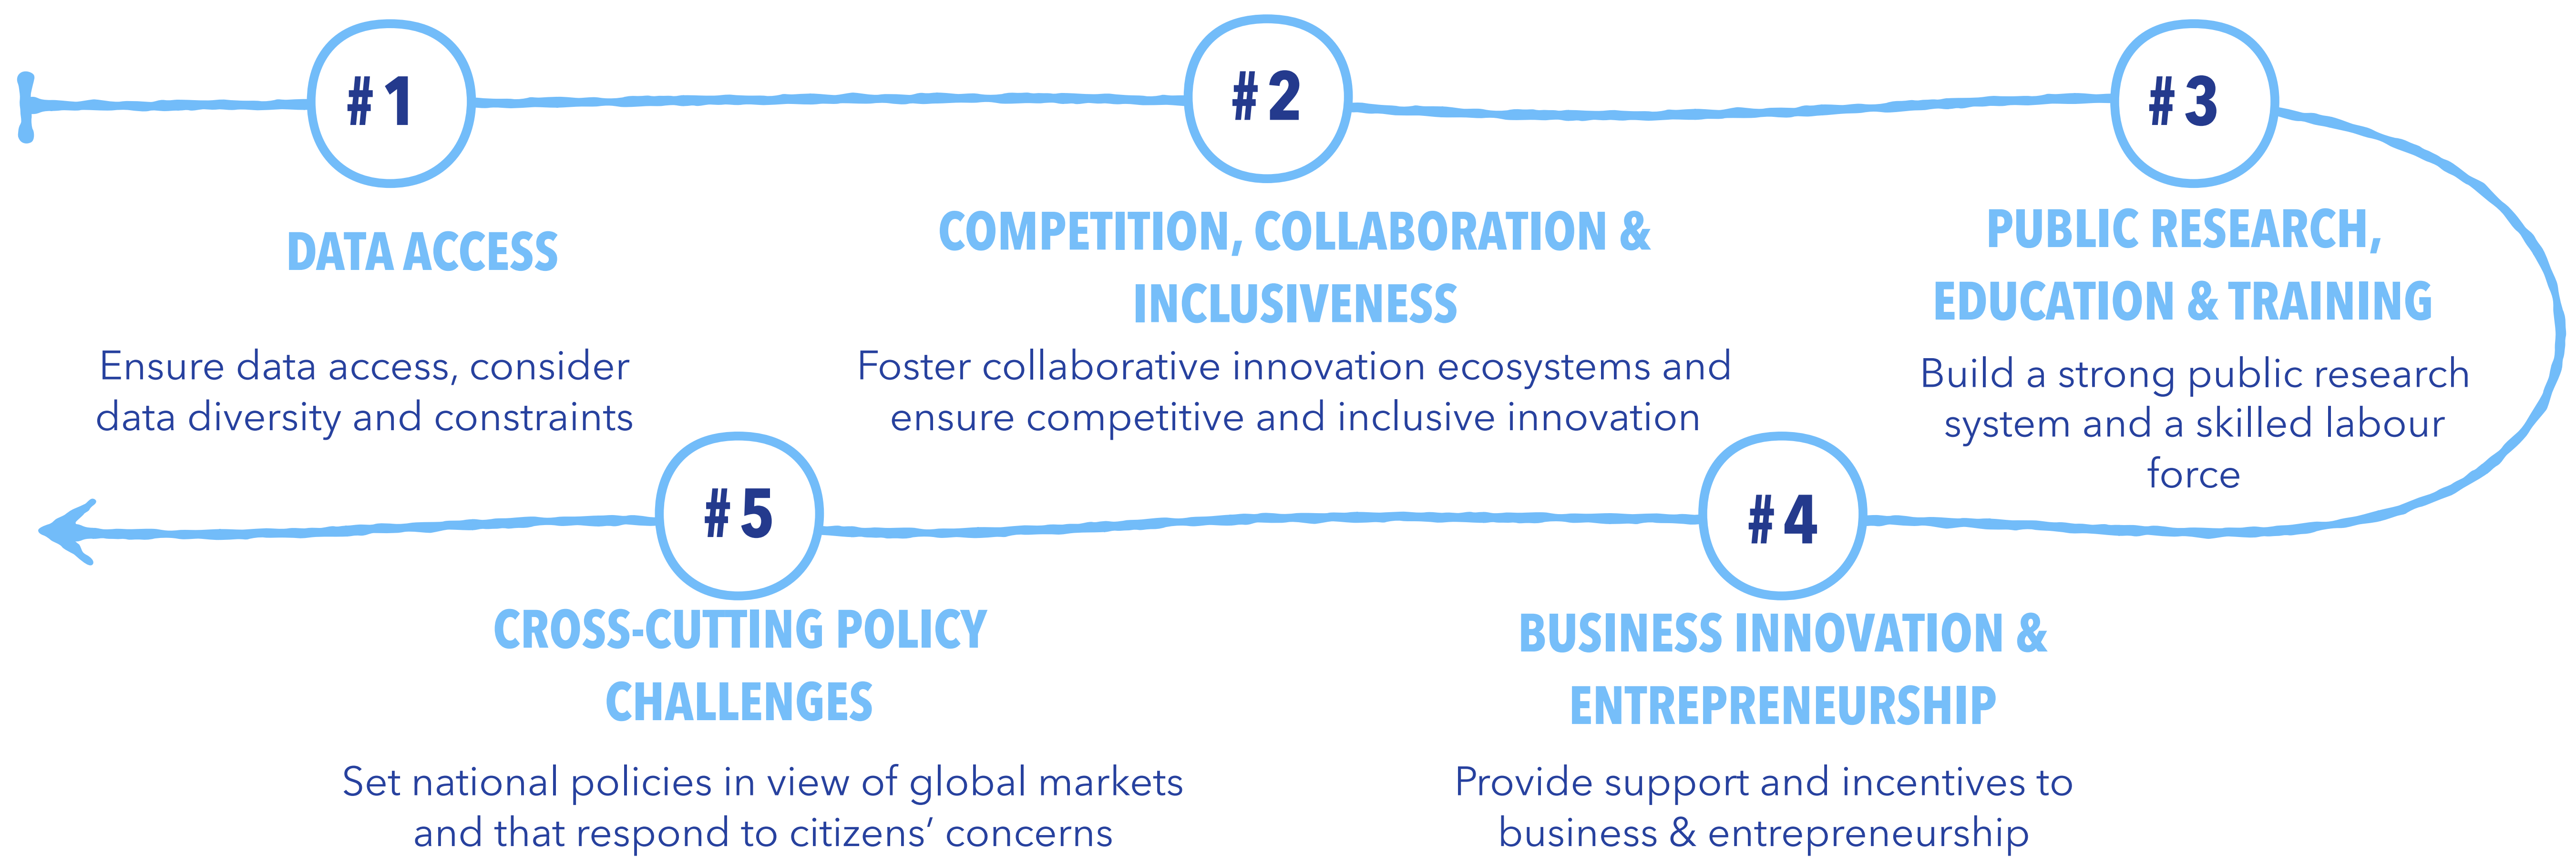 #1
DATA ACCESS
Ensure data access, consider
data diversity and constraints
#2
COMPETITION, COLLABORATION &
INCLUSIVENESS
Foster collaborative innovation ecosystems and
ensure competitive and inclusive innovation
#3
PUBLIC RESEARCH,
EDUCATION & TRAINING
Build a strong public research
system and a skilled labour
force
#4
BUSINESS INNOVATION &
ENTREPRENEURSHIP
Provide support and incentives to
business & entrepreneurship
#5
CROSS-CUTTING POLICY
CHALLENGES
Set national policies in view of global markets
and that respond to citizens’ concerns